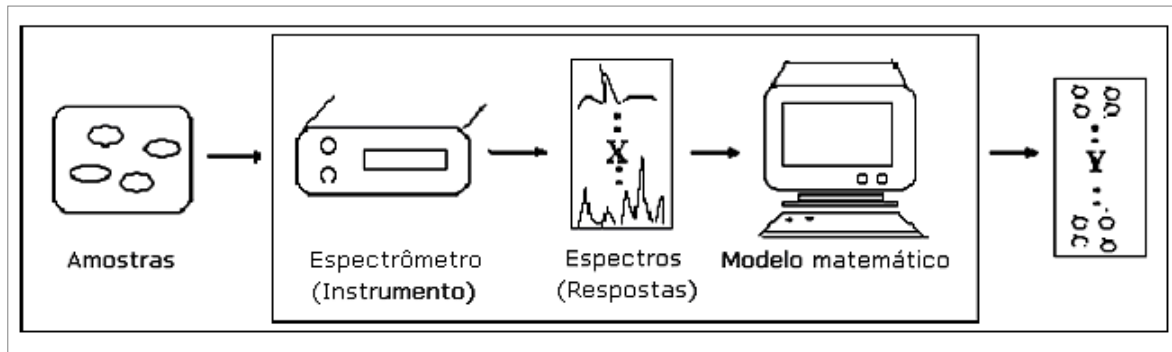 X
Y
Amostras
Espectrômetro
(Instrumento)
Espectros
(Respostas)
Modelo matemático